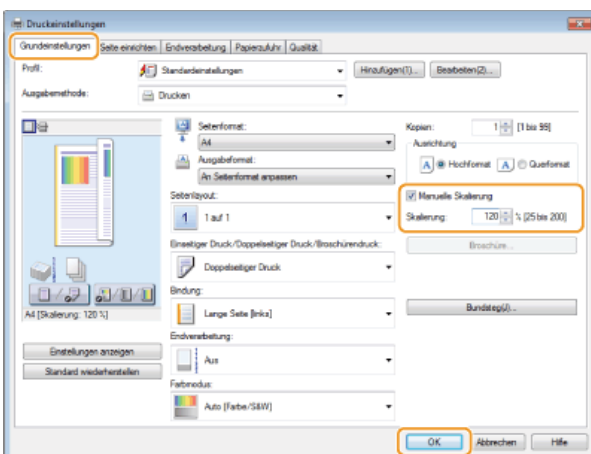 Druckeinstellungen
Grundeinstellungen Seite einrichten Endverarbeitung Papierzufuhr Qualität
Profil: Standardeinstellungen Hinzufügen(1)... Bearbeiten(2)...
Ausgabemethode: Drucken
Seitenformat: Kopien: 1 [1 bis 99]
A4 Ausrichtung
Ausgabeformat: A Hochformat A Querformat
An Seitenformat anpassen
Seitenlayout: Manuelle Skalierung
1 1 auf 1 Skalierung: 120 % [25 bis 200]
Einseitiger Druck/Doppelseitiger Druck/Broschürendruck: Broschüre...
Doppelseitiger Druck
Bindung:
A4 [Skalierung: 120 %] Lange Seite [links] Bundsteg(J)...
Endverarbeitung:
Einstellungen anzeigen Aus
Standard wiederherstellen
Farbmodus:
Auto [Farbe/S&W]
OK Abbrechen Hilfe